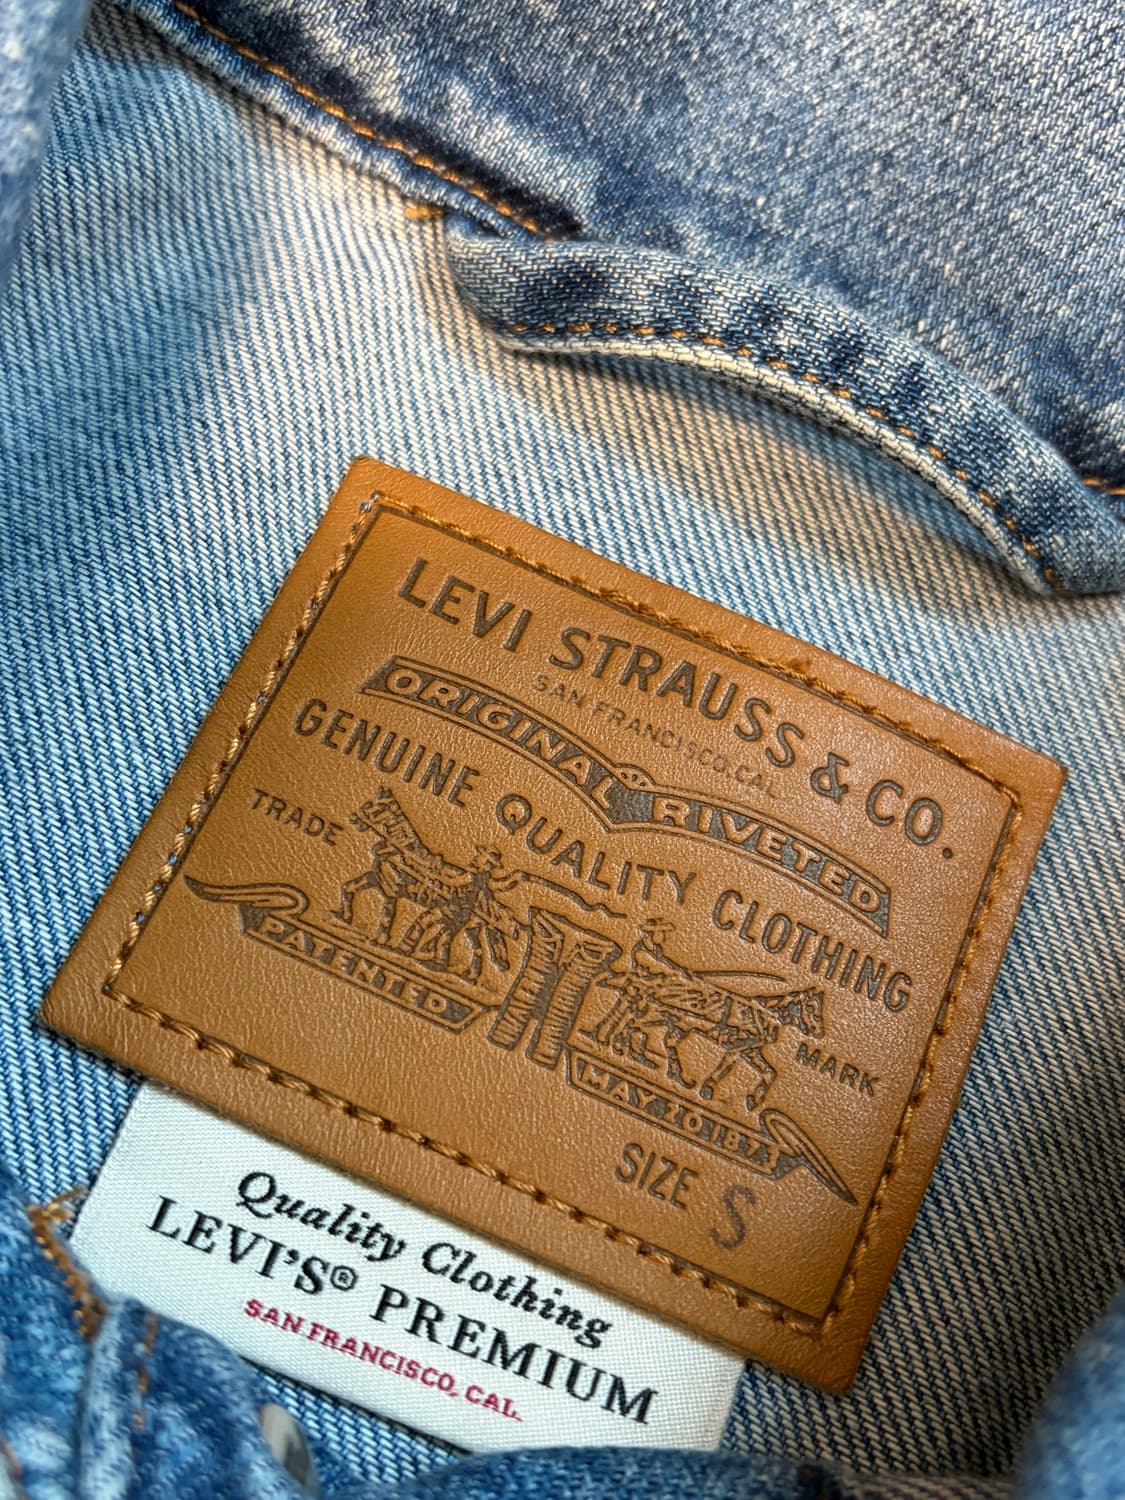 LEVI STRAUSS & CO.
SAN FRANCISCO, CAL
ORIGINAL RIVETED
GENUINE QUALITY CLOTHING
TRADE MARK
PATENTED MAY 20 1873
SIZE S
Quality Clothing
LEVI'S® PREMIUM
SAN FRANCISCO, CAL.